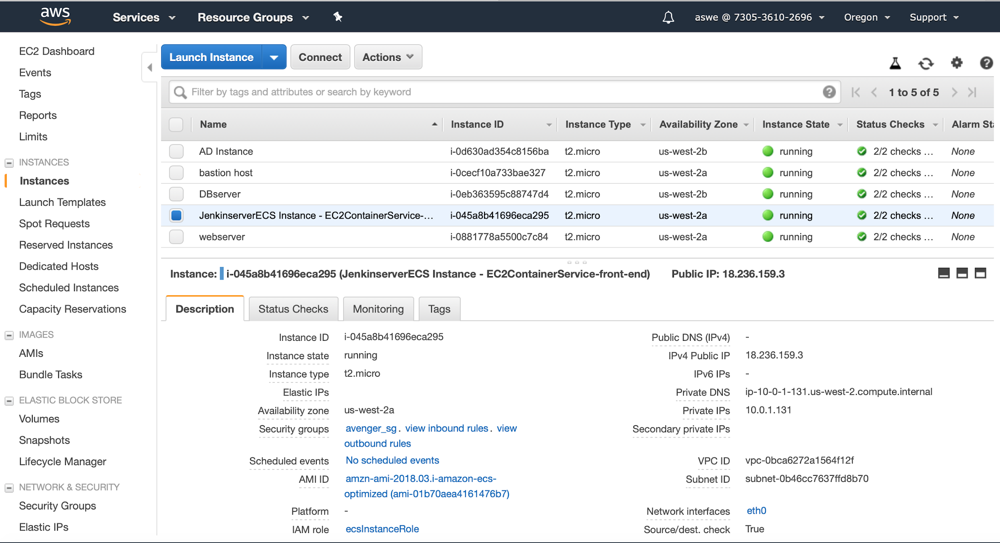 aws Services Resource Groups aswe @ 7305-3610-2696 Oregon Support
EC2 Dashboard
Events
Tags
Reports
Limits
INSTANCES
Instances
Launch Templates
Spot Requests
Reserved Instances
Dedicated Hosts
Scheduled Instances
Capacity Reservations
IMAGES
AMIs
Bundle Tasks
ELASTIC BLOCK STORE
Volumes
Snapshots
Lifecycle Manager
NETWORK & SECURITY
Security Groups
Elastic IPs
Launch Instance Connect Actions
Filter by tags and attributes or search by keyword 1 to 5 of 5
Name Instance ID Instance Type Availability Zone Instance State Status Checks Alarm Sta
AD Instance i-0d630ad354c8156ba t2.micro us-west-2b running 2/2 checks ... None
bastion host i-0cecf10a733bae327 t2.micro us-west-2a running 2/2 checks ... None
DBserver i-0eb363595c88747d4 t2.micro us-west-2b running 2/2 checks ... None
JenkinserverECS Instance - EC2ContainerService-... i-045a8b41696eca295 t2.micro us-west-2a running 2/2 checks ... None
webserver i-0881778a5500c7c84 t2.micro us-west-2a running 2/2 checks ... None
Instance: i-045a8b41696eca295 (JenkinserverECS Instance - EC2ContainerService-front-end) Public IP: 18.236.159.3
Description Status Checks Monitoring Tags
Instance ID i-045a8b41696eca295 Public DNS (IPv4) -
Instance state running IPv4 Public IP 18.236.159.3
Instance type t2.micro IPv6 IPs -
Elastic IPs Private DNS ip-10-0-1-131.us-west-2.compute.internal
Availability zone us-west-2a Private IPs 10.0.1.131
Security groups avenger_sg. view inbound rules. view Secondary private IPs
outbound rules
Scheduled events No scheduled events VPC ID vpc-0bca6272a1564f12f
AMI ID amzn-ami-2018.03.i-amazon-ecs- Subnet ID subnet-0b46cc7637ffd8b70
optimized (ami-01b70aea4161476b7)
Platform - Network interfaces eth0
IAM role ecsInstanceRole Source/dest. check True